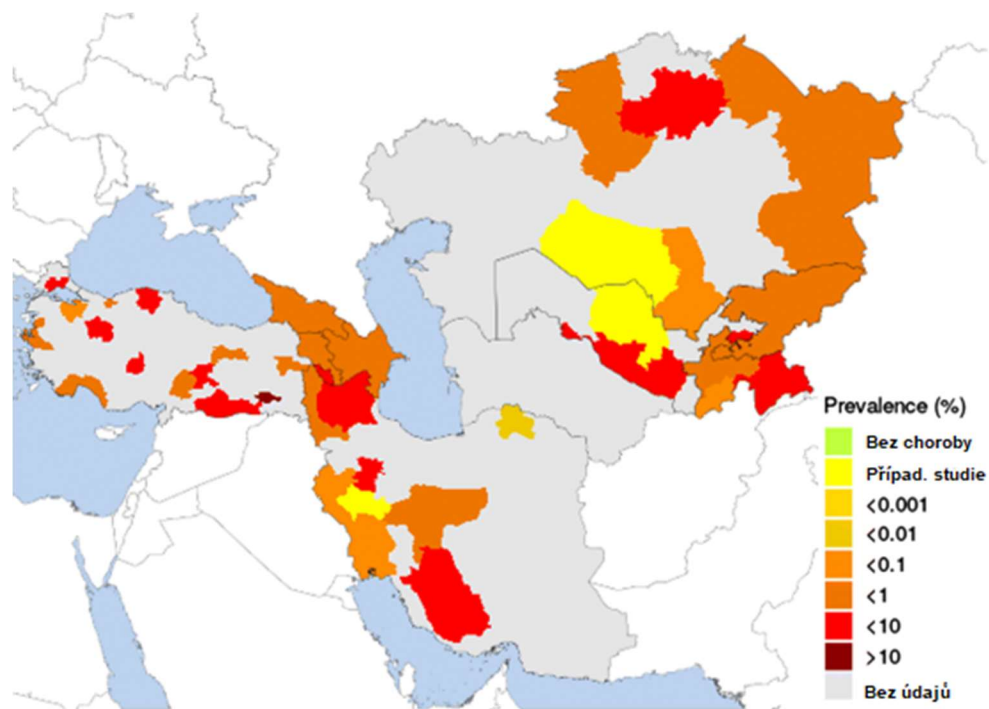 Prevalence (%)
Bez choroby
Případ. studie
<0.001
<0.01
<0.1
<1
<10
>10
Bez údajů